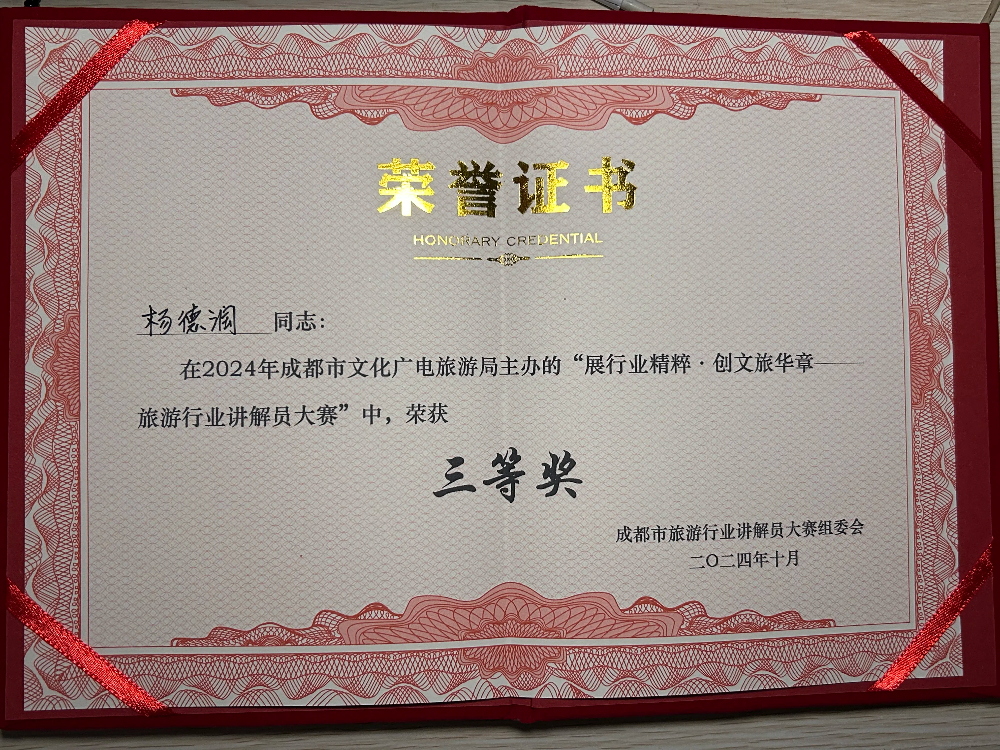 荣誉证书
HONORARY CREDENTIAL
杨德润 同志：
在2024年成都市文化广电旅游局主办的“展行业精粹·创文旅华章——
旅游行业讲解员大赛”中，荣获
三等奖
成都市旅游行业讲解员大赛组委会
二〇二四年十月